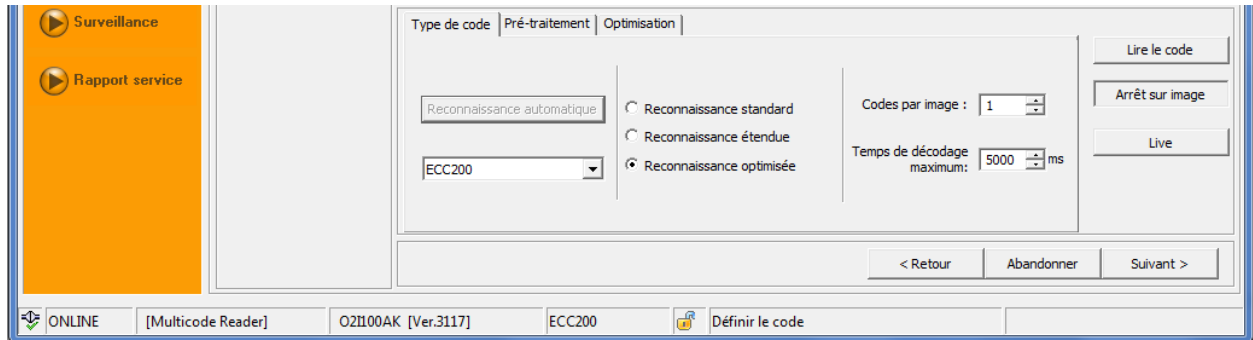 Surveillance
Rapport service
Type de code Pré-traitement Optimisation
Reconnaissance automatique
ECC200
Reconnaissance standard
Reconnaissance étendue
Reconnaissance optimisée
Codes par image : 1
Temps de décodage
maximum: 5000 ms
Lire le code
Arrêt sur image
Live
< Retour Abandonner Suivant >
ONLINE [Multicode Reader] O2I100AK [Ver.3117] ECC200 Définir le code